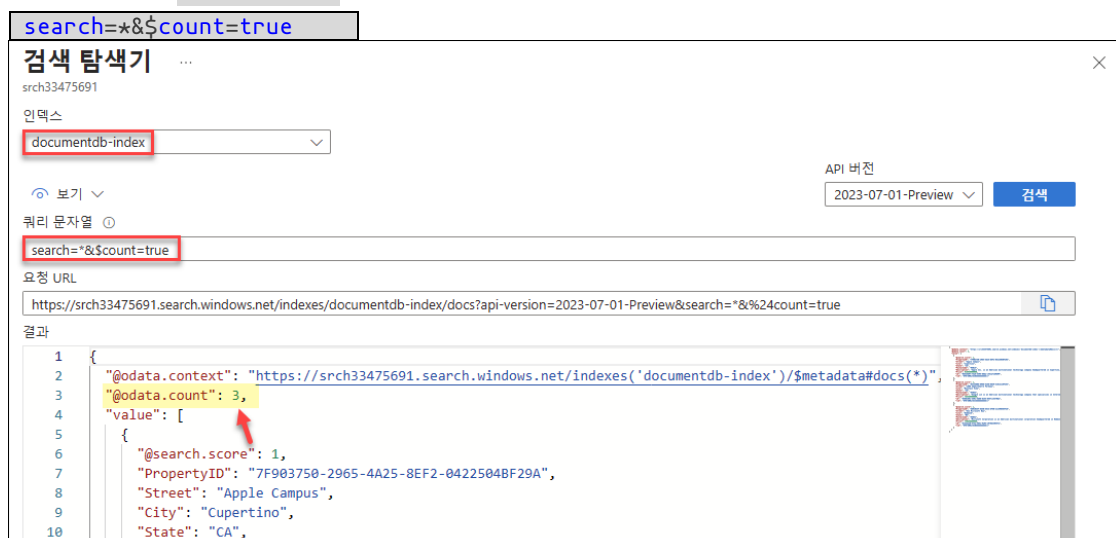 search=*&$count=true
검색 탐색기 ...
srch33475691
인덱스
documentdb-index
API 버전
보기
2023-07-01-Preview
검색
쿼리 문자열
search=*&$count=true
요청 URL
https://srch33475691.search.windows.net/indexes/documentdb-index/docs?api-version=2023-07-01-Preview&search=*&%24count=true
결과
1 {
2 "@odata.context": "https://srch33475691.search.windows.net/indexes('documentdb-index')/$metadata#docs(*)",
3 "@odata.count": 3,
4 "value": [
5 {
6 "@search.score": 1,
7 "PropertyID": "7F903750-2965-4A25-8EF2-0422504BF29A",
8 "Street": "Apple Campus",
9 "City": "Cupertino",
10 "State": "CA",